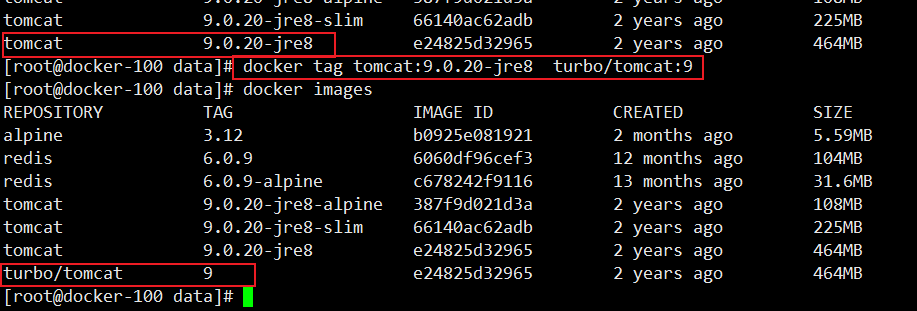 tomcat 9.0.20-jre8-alpine 387f9d021d3a 2 years ago 108MB
tomcat 9.0.20-jre8-slim 66140ac62adb 2 years ago 225MB
tomcat 9.0.20-jre8 e24825d32965 2 years ago 464MB
[root@docker-100 data]# docker tag tomcat:9.0.20-jre8  turbo/tomcat:9
[root@docker-100 data]# docker images
REPOSITORY TAG IMAGE ID CREATED SIZE
alpine 3.12 b0925e081921 2 months ago 5.59MB
redis 6.0.9 6060df96cef3 12 months ago 104MB
redis 6.0.9-alpine c678242f9116 13 months ago 31.6MB
tomcat 9.0.20-jre8-alpine 387f9d021d3a 2 years ago 108MB
tomcat 9.0.20-jre8-slim 66140ac62adb 2 years ago 225MB
tomcat 9.0.20-jre8 e24825d32965 2 years ago 464MB
turbo/tomcat 9 e24825d32965 2 years ago 464MB
[root@docker-100 data]#